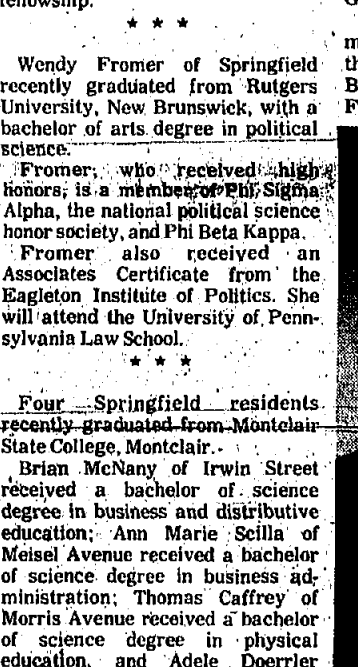 fellowship.
* * *
Wendy Fromer of Springfield
recently graduated from Rutgers
University, New Brunswick, with a
bachelor of arts degree in political
science.
Fromer, who received high
honors, is a member of Phi Sigma
Alpha, the national political science
honor society, and Phi Beta Kappa.
Fromer also received an
Associates Certificate from the
Eagleton Institute of Politics. She
will attend the University of Penn-
sylvania Law School.
* * *
Four Springfield residents
recently graduated from Montclair
State College, Montclair.
Brian McNany of Irwin Street
received a bachelor of science
degree in business and distributive
education; Ann Marie Scilla of
Meisel Avenue received a bachelor
of science degree in business ad-
ministration; Thomas Caffrey of
Morris Avenue received a bachelor
of science degree in physical
education, and Adele Doerrler